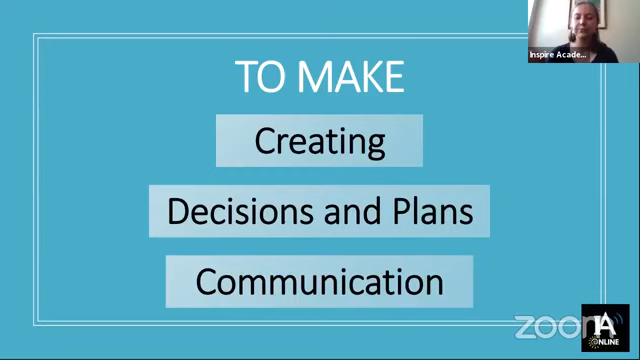 Inspire Acade...
TO MAKE
Creating
Decisions and Plans
Communication
zoom
IA
ONLINE